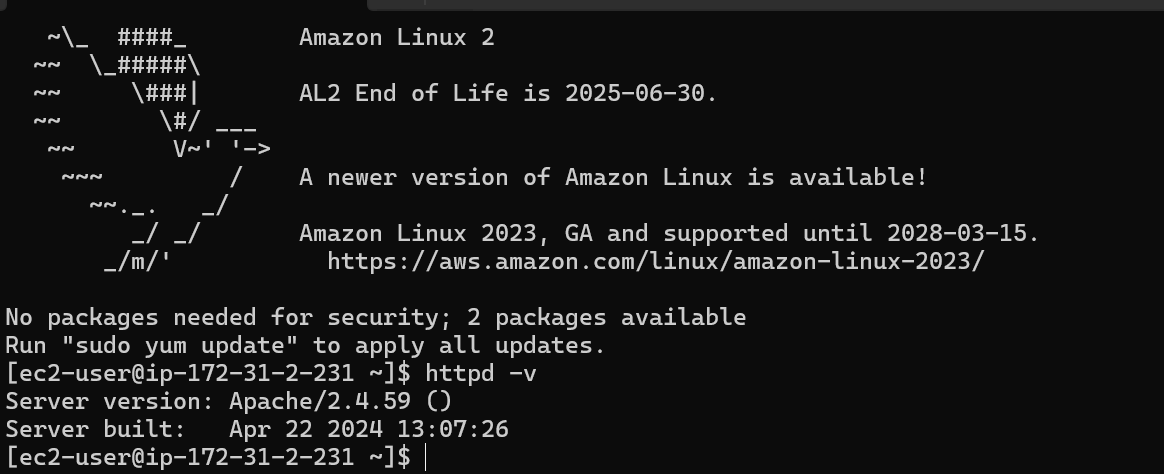 ~\_  ####_        Amazon Linux 2
  ~~  \_#####\
  ~~     \###|       AL2 End of Life is 2025-06-30.
  ~~       \#/ ___
   ~~       V~' '->
    ~~~         /    A newer version of Amazon Linux is available!
      ~~._.   _/
         _/ _/       Amazon Linux 2023, GA and supported until 2028-03-15.
       _/m/'           https://aws.amazon.com/linux/amazon-linux-2023/

No packages needed for security; 2 packages available
Run "sudo yum update" to apply all updates.
[ec2-user@ip-172-31-2-231 ~]$ httpd -v
Server version: Apache/2.4.59 ()
Server built:   Apr 22 2024 13:07:26
[ec2-user@ip-172-31-2-231 ~]$